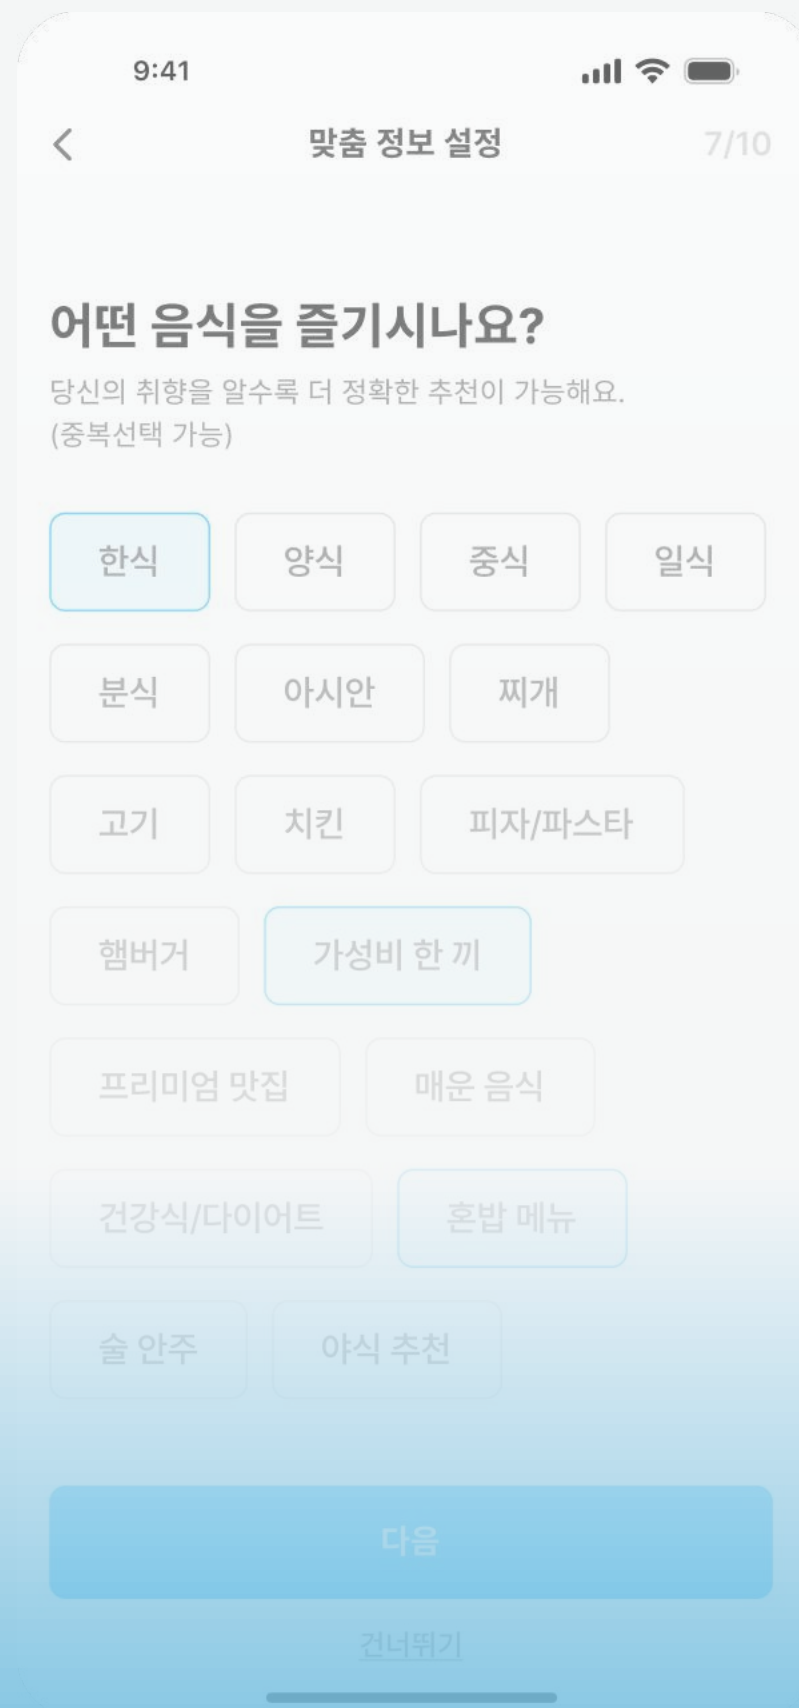 9:41
맞춤 정보 설정 7/10
어떤 음식을 즐기시나요?
당신의 취향을 알수록 더 정확한 추천이 가능해요.
(중복선택 가능)
한식 양식 중식 일식
분식 아시안 찌개
고기 치킨 피자/파스타
햄버거 가성비 한 끼
프리미엄 맛집 매운 음식
건강식/다이어트 혼밥 메뉴
술 안주 야식 추천
다음
건너뛰기